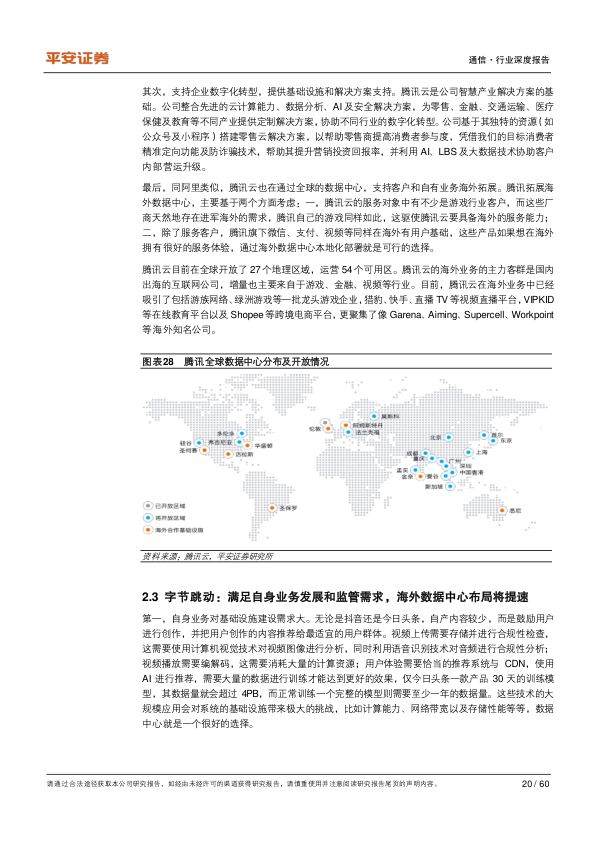 平安证券
通信·行业深度报告
其次，支持企业数字化转型，提供基础设施和解决方案支持。腾讯云是公司智慧产业解决方案的基
础。公司整合先进的云计算能力、数据分析、AI 及安全解决方案，为零售、金融、交通运输、医疗
保健及教育等不同产业提供定制解决方案，协助不同行业的数字化转型。公司基于其独特的资源（如
公众号及小程序）搭建零售云解决方案，以帮助零售商提高消费者参与度，凭借我们的目标消费者
精准定向功能及防诈骗技术，帮助其提升营销投资回报率，并利用 AI、LBS 及大数据技术协助客户
内部营运升级。
最后，同阿里类似，腾讯云也在通过全球的数据中心，支持客户和自有业务海外拓展。腾讯拓展海
外数据中心，主要基于两个方面考虑：一，腾讯云的服务对象中有不少是游戏行业客户，而这些厂
商天然地存在进军海外的需求，腾讯自己的游戏同样如此，这驱使腾讯云要具备海外的服务能力；
二，除了服务客户，腾讯旗下微信、支付、视频等同样在海外有用户基础，这些产品如果想在海外
拥有很好的服务体验，通过海外数据中心本地化部署就是可行的选择。
腾讯云目前在全球开放了 27 个地理区域，运营 54 个可用区。腾讯云的海外业务的主力客群是国内
出海的互联网公司，增量也主要来自于游戏、金融、视频等行业。目前，腾讯云在海外业务中已经
吸引了包括游族网络、绿洲游戏等一批龙头游戏企业，猎豹、快手、直播 TV 等视频直播平台，VIPKID
等在线教育平台以及 Shopee 等跨境电商平台，更聚集了像 Garena、Aiming、Supercell、Workpoint
等海外知名公司。
图表28 腾讯全球数据中心分布及开放情况
莫斯科
伦敦
阿姆斯特丹
法兰克福
多伦多
硅谷
弗吉尼亚
华盛顿
圣何赛
达拉斯
北京
首尔
东京
成都
重庆
上海
广州
深圳
中国香港
孟买
金奈
曼谷
新加坡
圣保罗
悉尼
已开放区域
将开放区域
海外合作基础设施
资料来源：腾讯云，平安证券研究所
2.3 字节跳动：满足自身业务发展和监管需求，海外数据中心布局将提速
第一，自身业务对基础设施建设需求大。无论是抖音还是今日头条，自产内容较少，而是鼓励用户
进行创作，并把用户创作的内容推荐给最适宜的用户群体。视频上传需要存储并进行合规性检查，
这需要使用计算机视觉技术对视频图像进行分析，同时利用语音识别技术对音频进行合规性分析；
视频播放需要编解码，这需要消耗大量的计算资源；用户体验需要恰当的推荐系统与 CDN，使用
AI 进行推荐，需要大量的数据进行训练才能达到更好的效果，仅今日头条一款产品 30 天的训练模
型，其数据量就会超过 4PB，而正常训练一个完整的模型则需要至少一年的数据量。这些技术的大
规模应用会对系统的基础设施带来极大的挑战，比如计算能力、网络带宽以及存储性能等等，数据
中心就是一个很好的选择。
请通过合法途径获取本公司研究报告，如经由未经许可的渠道获得研究报告，请慎重使用并注意阅读研究报告尾页的声明内容。
20 / 60